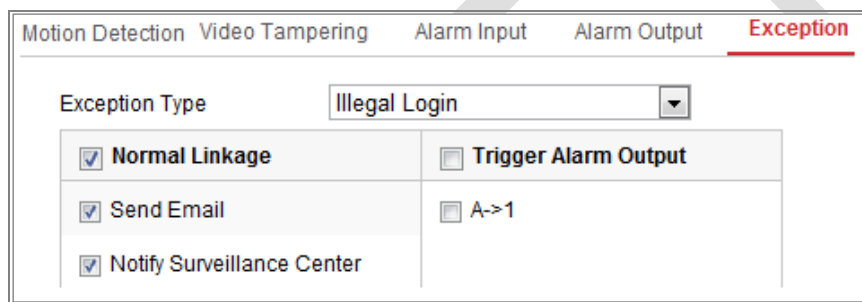 Motion Detection Video Tampering Alarm Input Alarm Output Exception
Exception Type Illegal Login
Normal Linkage Trigger Alarm Output
Send Email A->1
Notify Surveillance Center